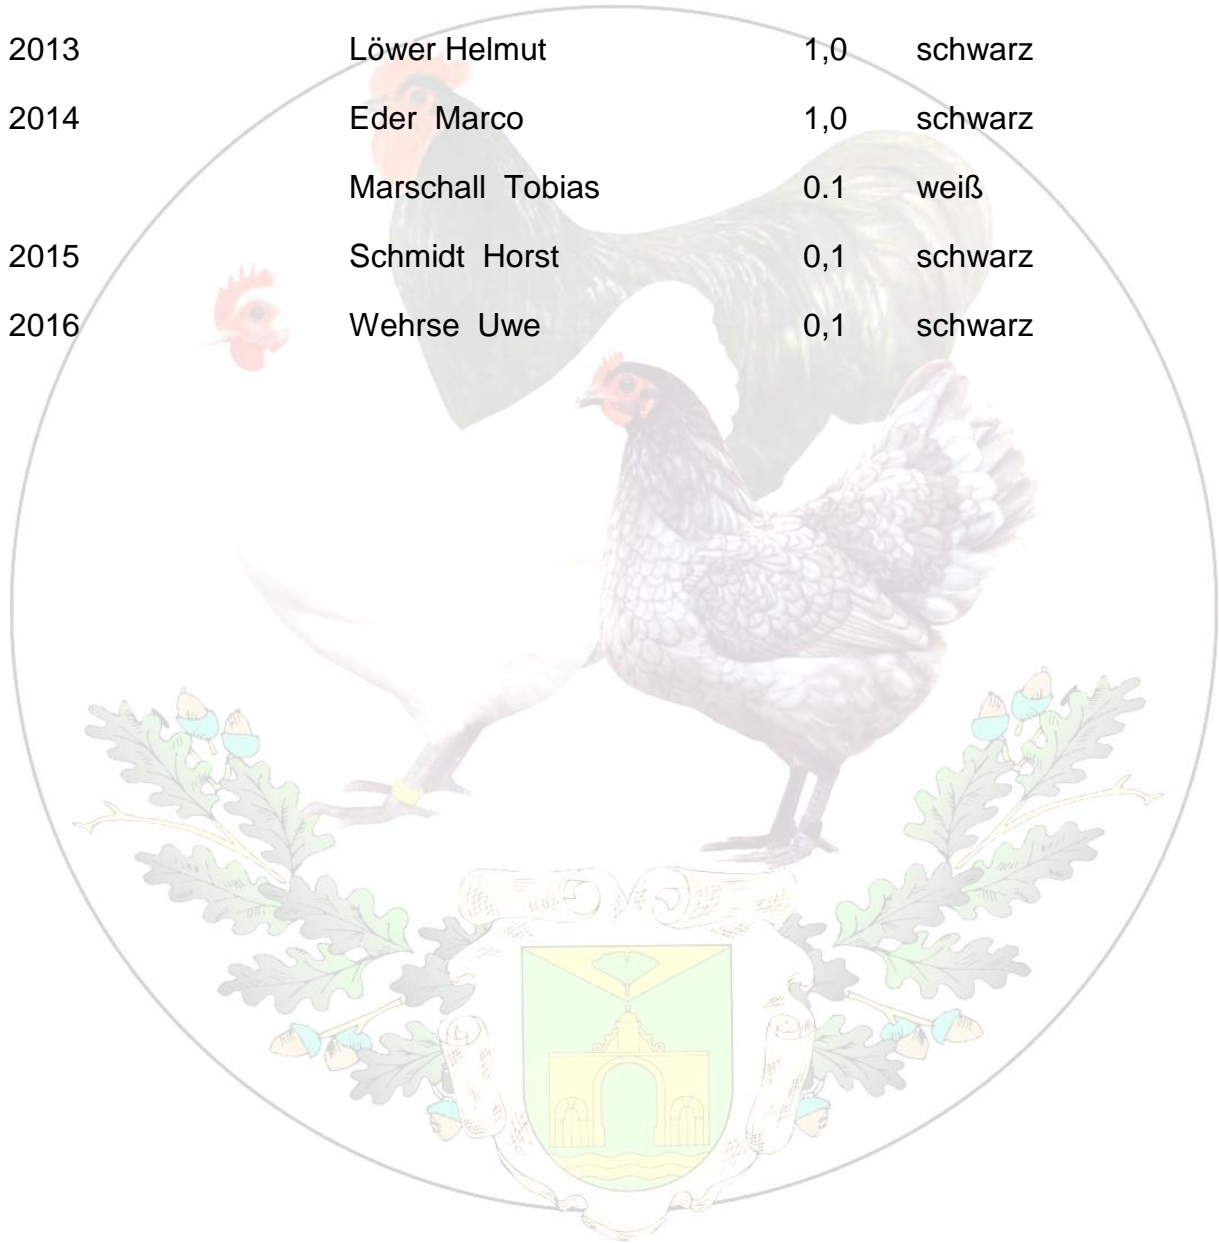 2013 Löwer Helmut 1,0 schwarz
2014 Eder Marco 1,0 schwarz
Marschall Tobias 0.1 weiß
2015 Schmidt Horst 0,1 schwarz
2016 Wehrse Uwe 0,1 schwarz